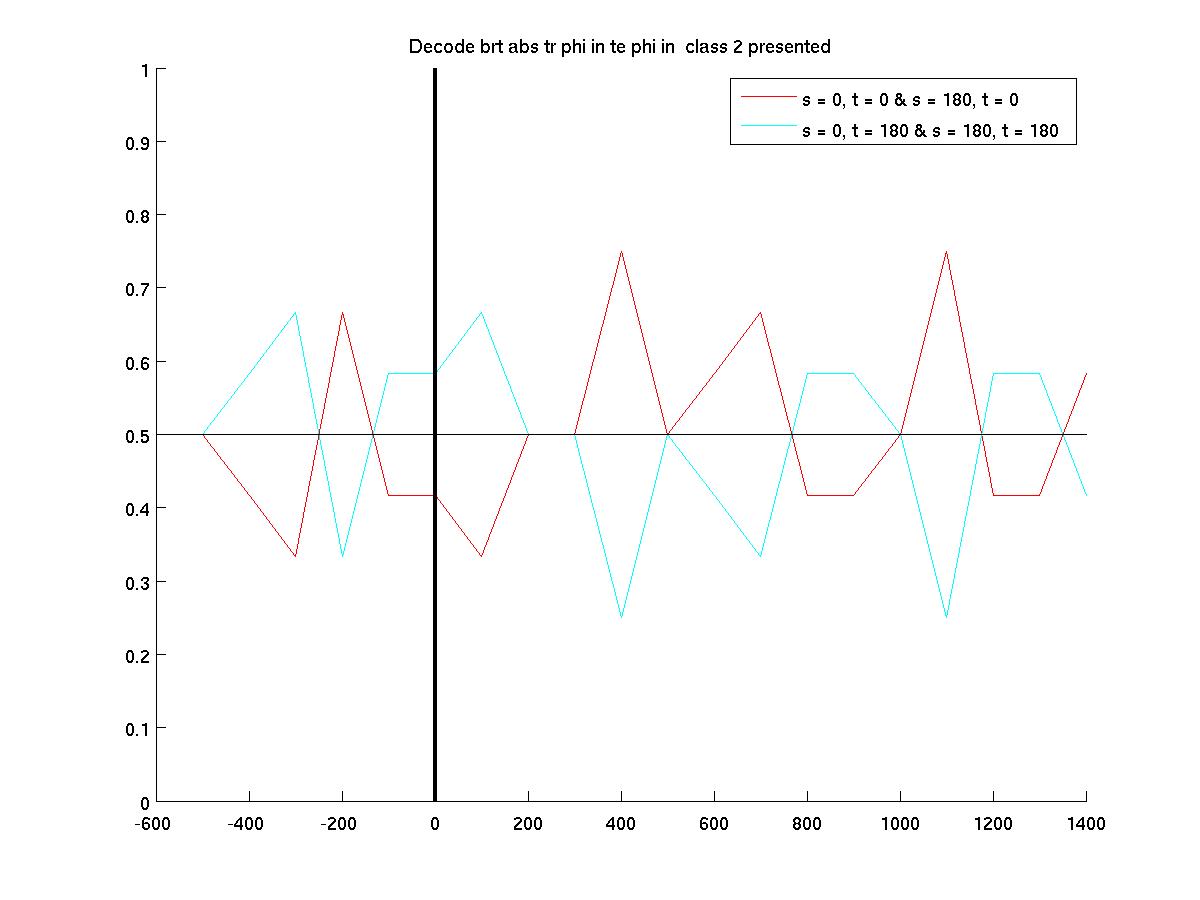 Decode brt abs tr phi in te phi in  class 2 presented
s = 0, t = 0 & s = 180, t = 0
s = 0, t = 180 & s = 180, t = 180
1
0.9
0.8
0.7
0.6
0.5
0.4
0.3
0.2
0.1
0
-600 -400 -200 0 200 400 600 800 1000 1200 1400